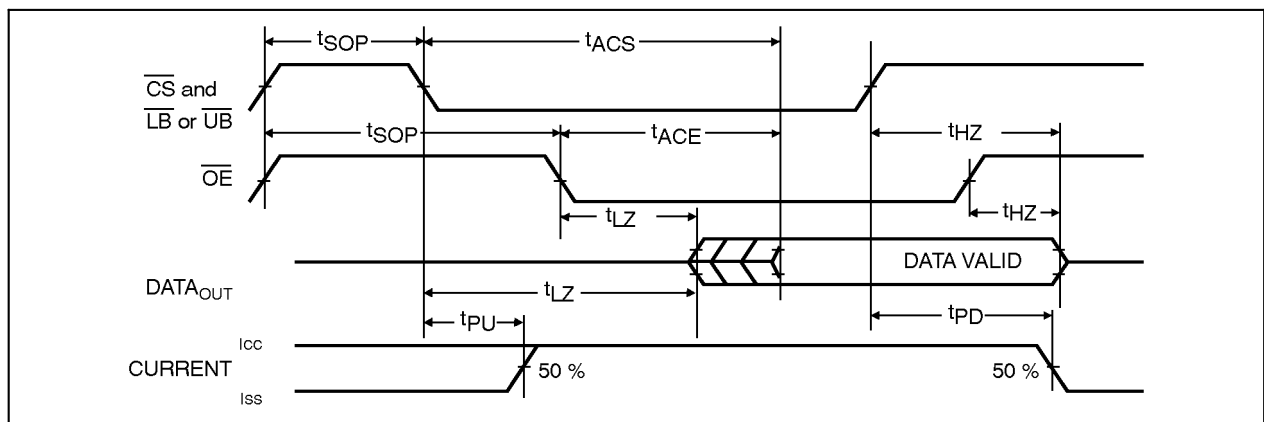 tSOP
tACS
CS and
LB or UB
tSOP
tACE
tHZ
OE
tLZ
tHZ
DATA VALID
DATAOUT
tLZ
tPU
tPD
ICC
CURRENT
50 %
50 %
ISS